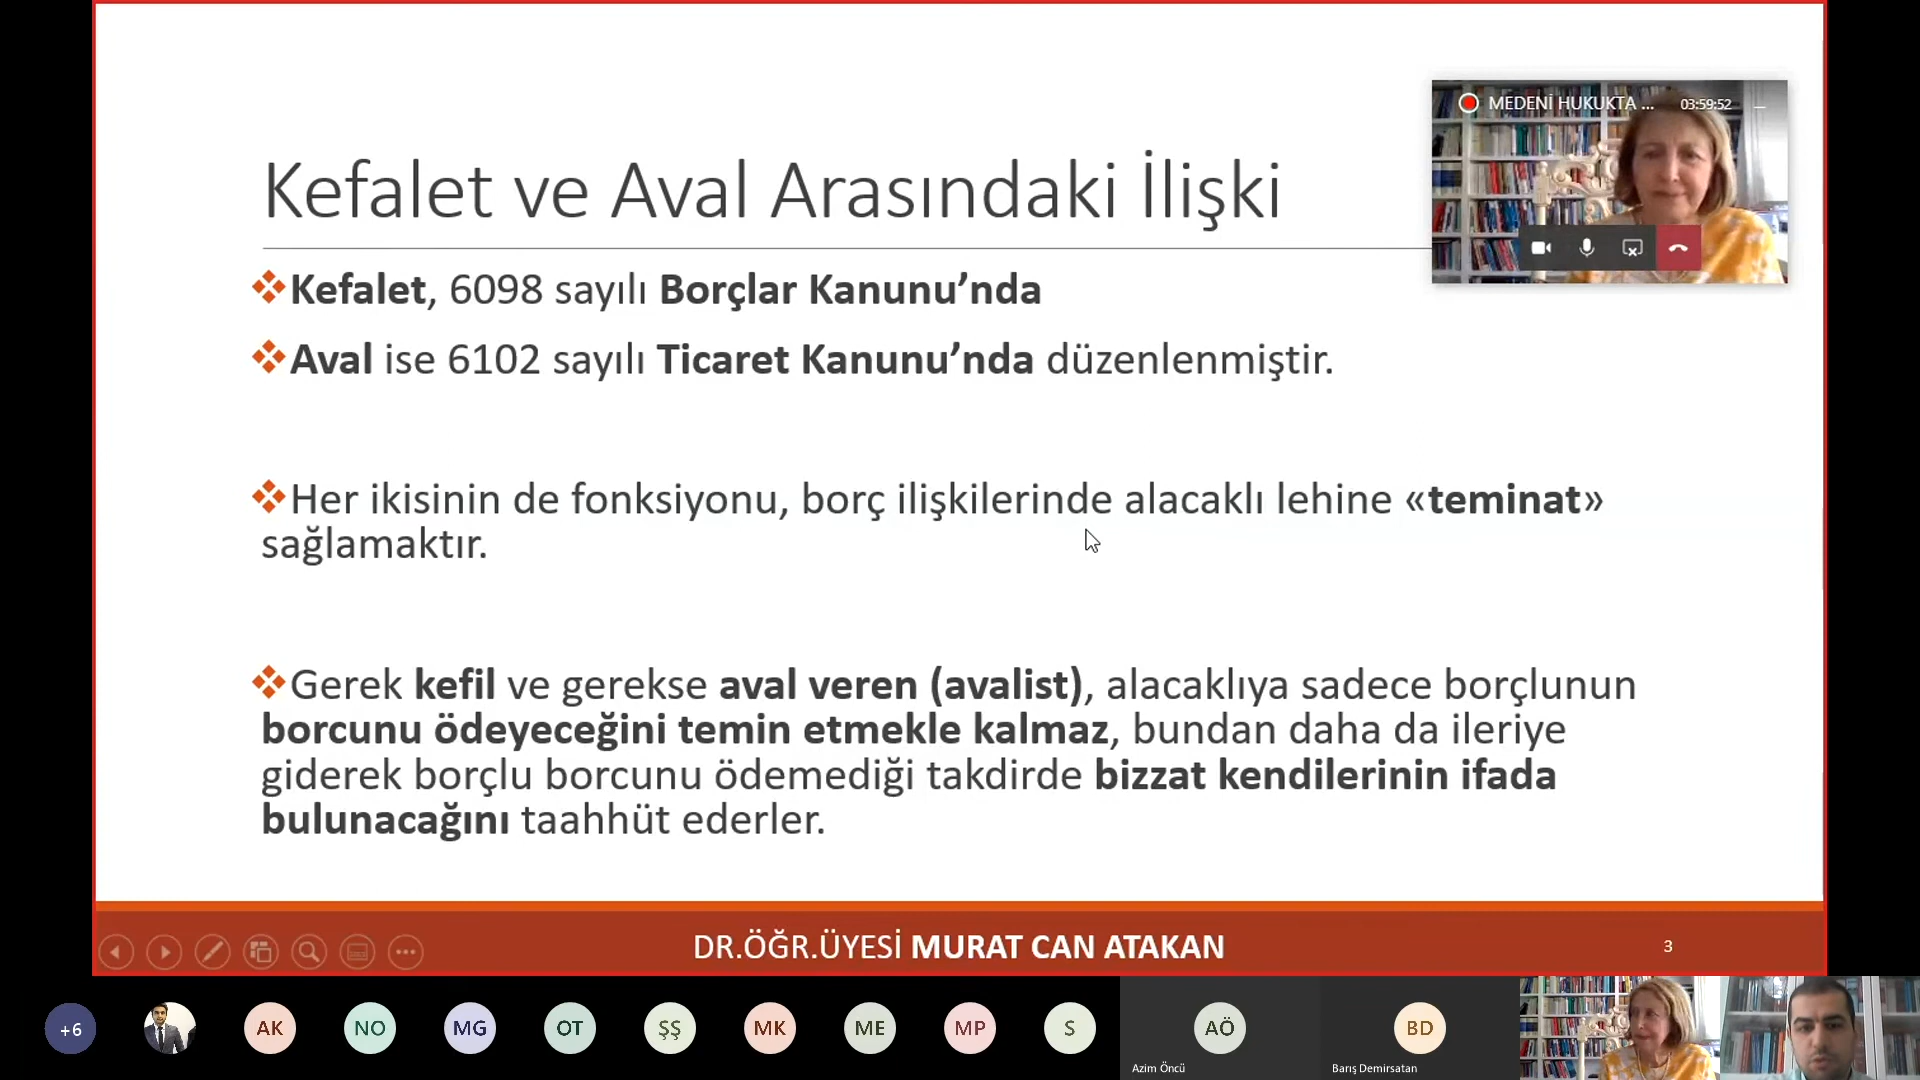 MEDENİ HUKUKTA ... 03:59:52
Kefalet ve Aval Arasındaki İlişki
Kefalet, 6098 sayılı Borçlar Kanunu’nda
Aval ise 6102 sayılı Ticaret Kanunu’nda düzenlenmiştir.
Her ikisinin de fonksiyonu, borç ilişkilerinde alacaklı lehine «teminat»
sağlamaktır.
Gerek kefil ve gerekse aval veren (avalist), alacaklıya sadece borçlunun
borcunu ödeyeceğini temin etmekle kalmaz, bundan daha da ileriye
giderek borçlu borcunu ödemediği takdirde bizzat kendilerinin ifada
bulunacağını taahhüt ederler.
DR.ÖĞR.ÜYESİ MURAT CAN ATAKAN
3
+6 AK NO MG OT ŞŞ MK ME MP S AÖ BD
Azim Öncü Barış Demirsatan